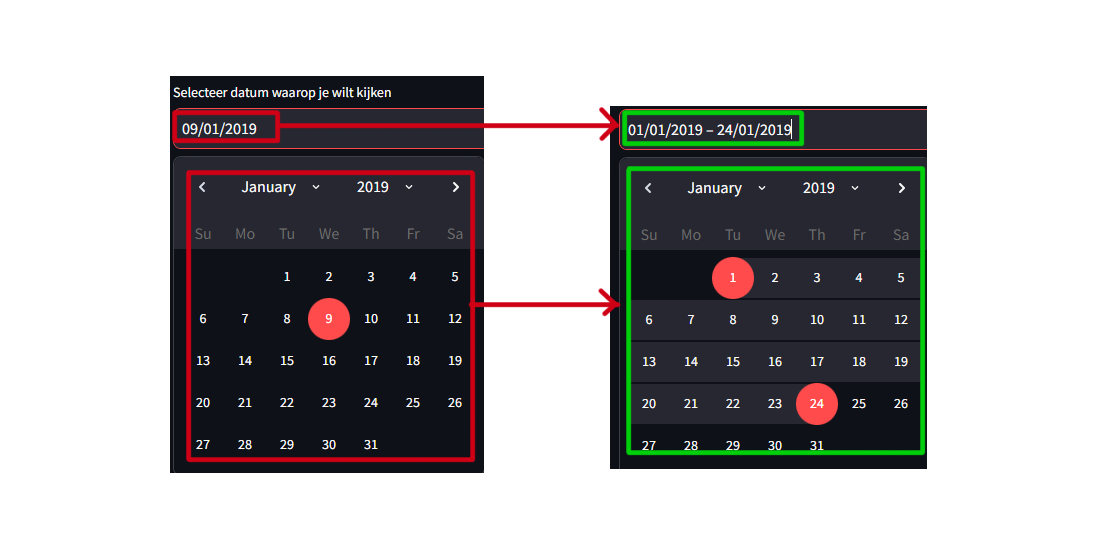 Selecteer datum waarop je wilt kijken
09/01/2019
January 2019
Su Mo Tu We Th Fr Sa
1 2 3 4 5
6 7 8 9 10 11 12
13 14 15 16 17 18 19
20 21 22 23 24 25 26
27 28 29 30 31
01/01/2019 – 24/01/2019
January 2019
Su Mo Tu We Th Fr Sa
1 2 3 4 5
6 7 8 9 10 11 12
13 14 15 16 17 18 19
20 21 22 23 24 25 26
27 28 29 30 31